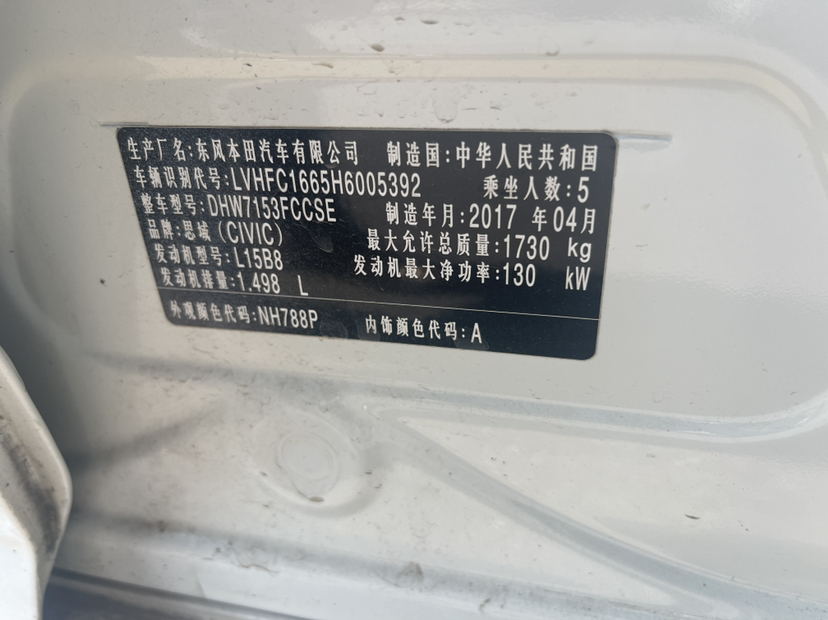 生产厂名:东风本田汽车有限公司 制造国:中华人民共和国
车辆识别代号:LVHFC1665H6005392 乘坐人数:5
整车型号:DHW7153FCCSE 制造年月:2017 年04月
品牌:思域(CIVIC) 最大允许总质量:1730 kg
发动机型号:L15B8 发动机最大净功率:130 kW
发动机排量:1.498 L
外观颜色代码:NH788P 内饰颜色代码:A